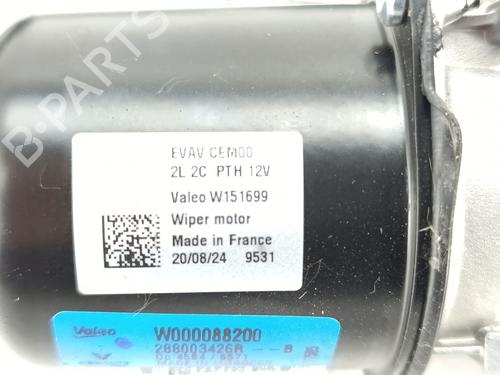 EVAV CEM00
2L 2C PTH 12V
Valeo W151699
Wiper motor
Made in France
20/08/24 9531
Valeo W000088200
288003426R -- B